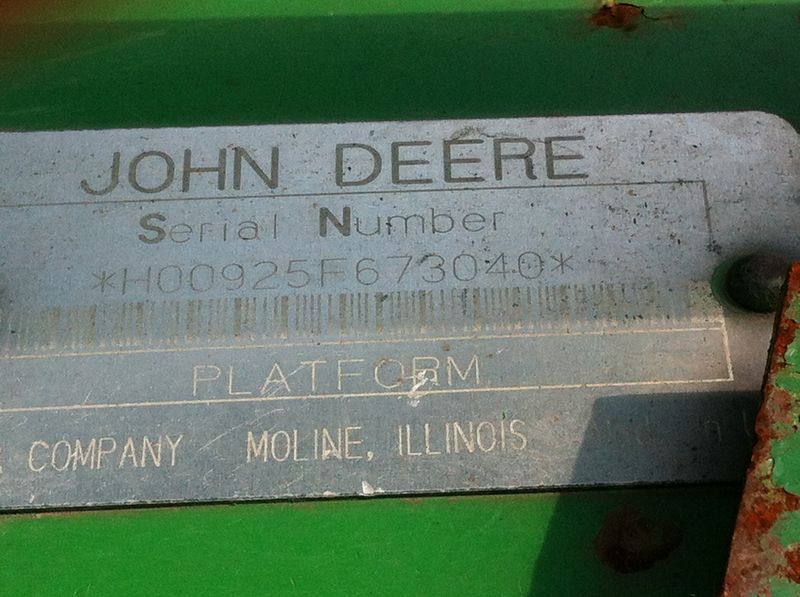 JOHN DEERE
Serial Number
*H00925F673040*
PLATFORM
COMPANY MOLINE, ILLINOIS